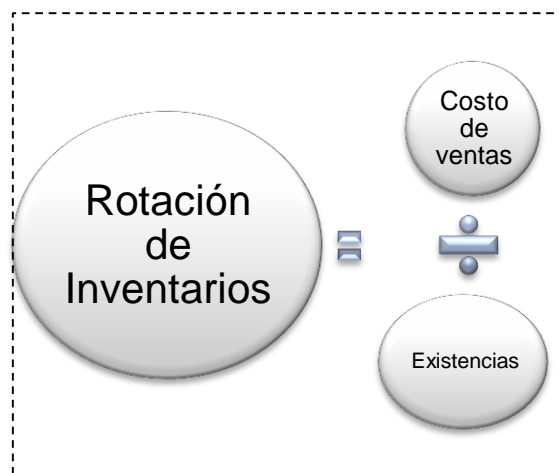 Rotación
de
Inventarios
=
Costo
de
ventas
÷
Existencias